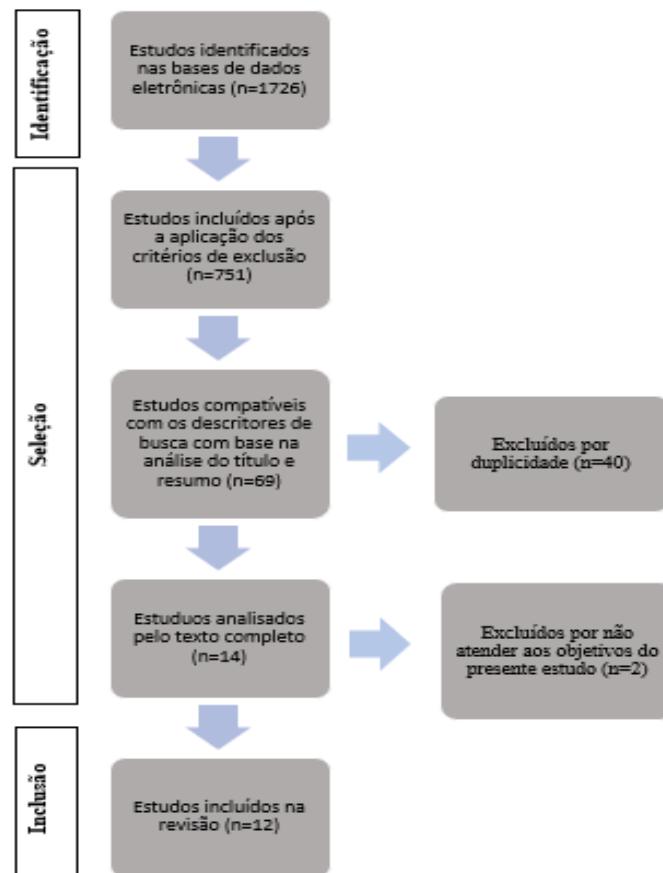 Identificação
Estudos identificados
nas bases de dados
eletrônicas (n=1726)
Seleção
Estudos incluídos após
a aplicação dos
critérios de exclusão
(n=751)
Estudos compatíveis
com os descritores de
busca com base na
análise do título e
resumo (n=69)
Excluídos por
duplicidade (n=40)
Estuduos analisados
pelo texto completo
(n=14)
Excluídos por não
atender aos objetivos do
presente estudo (n=2)
Inclusão
Estudos incluídos na
revisão (n=12)